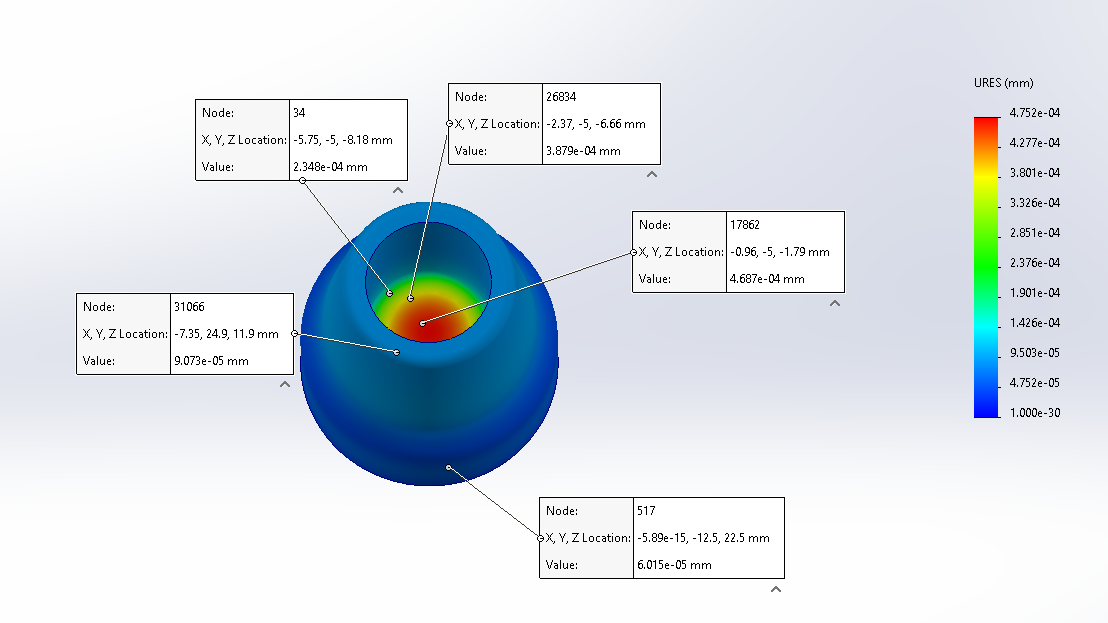 URES (mm)
4.752e-04
4.277e-04
3.801e-04
3.326e-04
2.851e-04
2.376e-04
1.901e-04
1.426e-04
9.503e-05
4.752e-05
1.000e-30
Node: 26834
X, Y, Z Location: -2.37, -5, -6.66 mm
Value: 3.879e-04 mm
Node: 34
X, Y, Z Location: -5.75, -5, -8.18 mm
Value: 2.348e-04 mm
Node: 17862
X, Y, Z Location: -0.96, -5, -1.79 mm
Value: 4.687e-04 mm
Node: 31066
X, Y, Z Location: -7.35, 24.9, 11.9 mm
Value: 9.073e-05 mm
Node: 517
X, Y, Z Location: -5.89e-15, -12.5, 22.5 mm
Value: 6.015e-05 mm